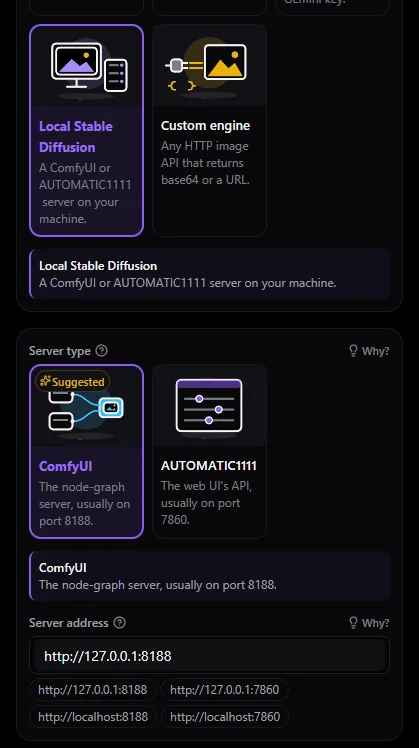 Gemini key.
Local Stable
Diffusion
A ComfyUI or
AUTOMATIC1111
server on your
machine.
Custom engine
Any HTTP image
API that returns
base64 or a URL.
Local Stable Diffusion
A ComfyUI or AUTOMATIC1111 server on your machine.
Server type
Why?
Suggested
ComfyUI
The node-graph
server, usually on
port 8188.
AUTOMATIC1111
The web UI's API,
usually on port
7860.
ComfyUI
The node-graph server, usually on port 8188.
Server address
Why?
http://127.0.0.1:8188
http://127.0.0.1:8188
http://127.0.0.1:7860
http://localhost:8188
http://localhost:7860